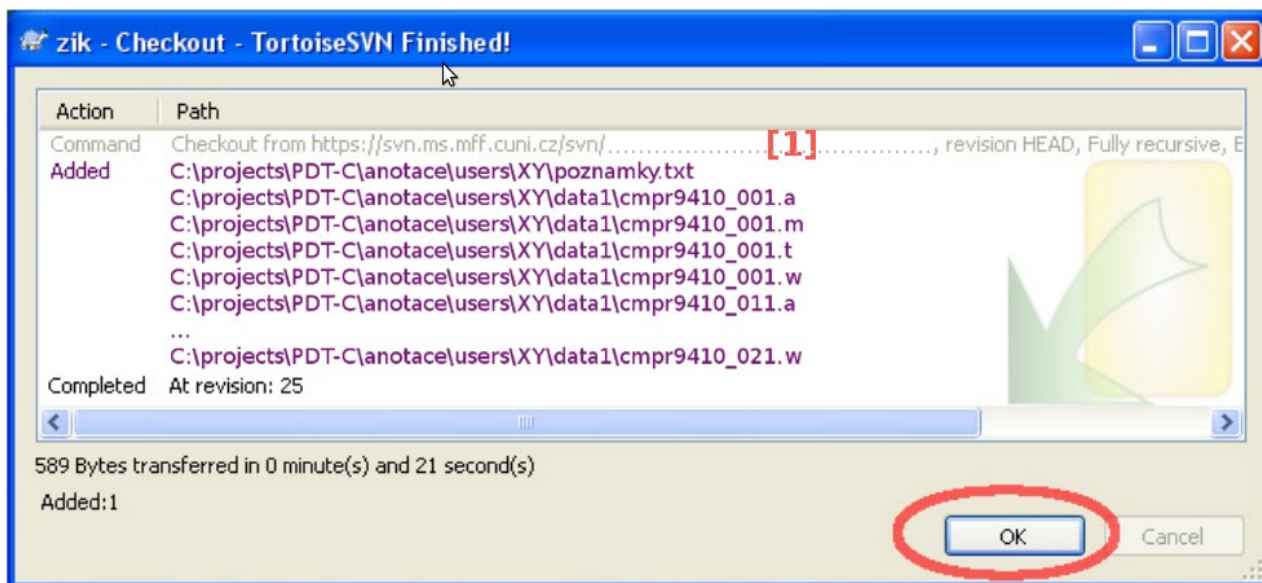 zik - Checkout - TortoiseSVN Finished!
Action Path
Command Checkout from https://svn.ms.mff.cuni.cz/svn/.......................[1]......................., revision HEAD, Fully recursive, E
Added C:\projects\PDT-C\anotace\users\XY\poznamky.txt
C:\projects\PDT-C\anotace\users\XY\data1\cmpr9410_001.a
C:\projects\PDT-C\anotace\users\XY\data1\cmpr9410_001.m
C:\projects\PDT-C\anotace\users\XY\data1\cmpr9410_001.t
C:\projects\PDT-C\anotace\users\XY\data1\cmpr9410_001.w
C:\projects\PDT-C\anotace\users\XY\data1\cmpr9410_011.a
...
C:\projects\PDT-C\anotace\users\XY\data1\cmpr9410_021.w
Completed At revision: 25
589 Bytes transferred in 0 minute(s) and 21 second(s)
Added:1
OK Cancel